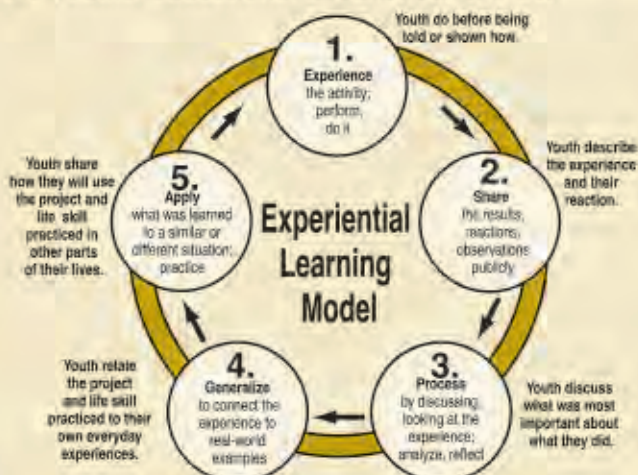 1.
Experience
the activity;
perform,
do it
Youth do before being
told or shown how.
2.
Share
the results,
reactions,
observations
publicly
Youth describe
the experience
and their
reaction.
3.
Process
by discussing,
looking at the
experience;
analyze, reflect
Youth discuss
what was most
important about
what they did.
4.
Generalize
to connect the
experience to
real-world
examples
Youth relate
the project
and life skill
practiced to their
own everyday
experiences.
5.
Apply
what was learned
to a similar or
different situation;
practice
Youth share
how they will use
the project and
life skill
practiced in
other parts
of their lives.
Experiential
Learning
Model